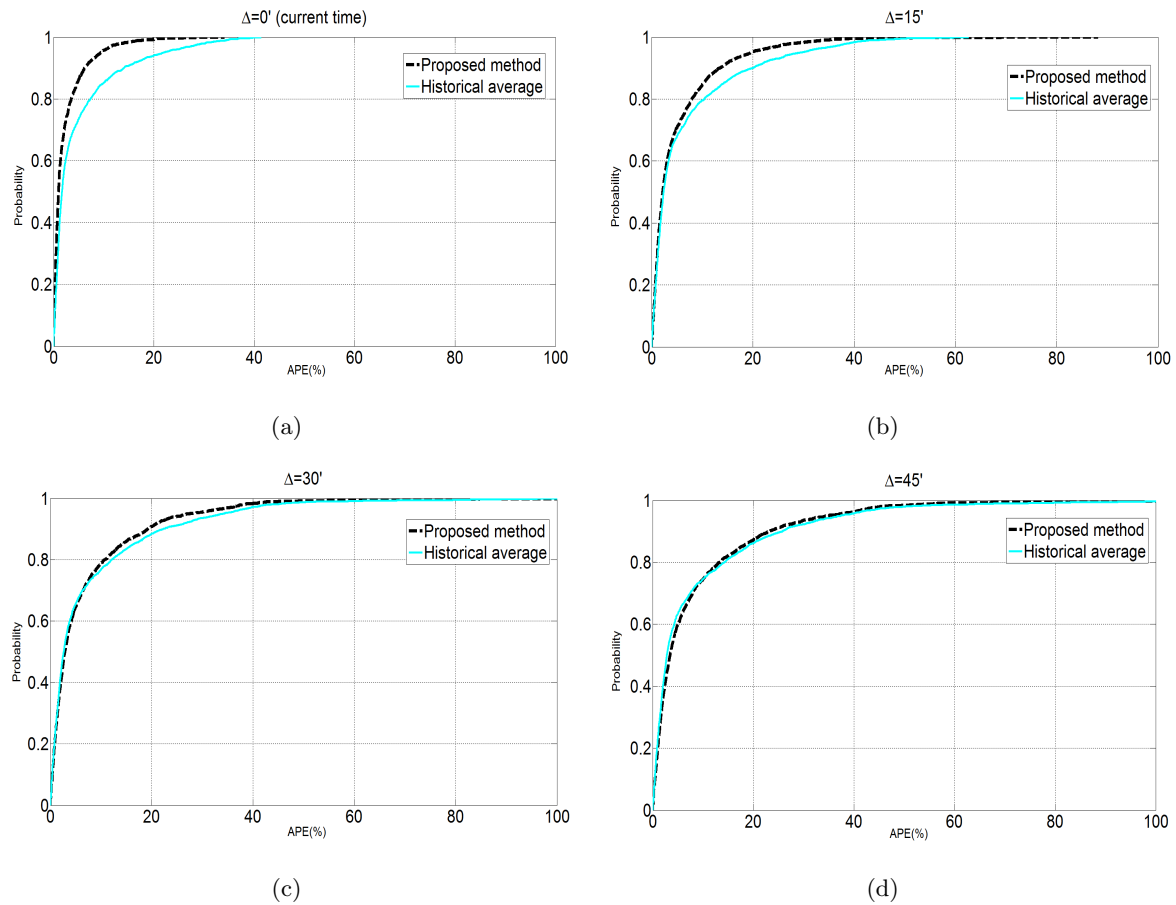 Δ=0' (current time)
1
0.8
0.6
0.4
0.2
0
Probability
Proposed method
Historical average
0 20 40 60 80 100
APE(%)
(a)
Δ=15'
1
0.8
0.6
0.4
0.2
0
Probability
Proposed method
Historical average
0 20 40 60 80 100
APE(%)
(b)
Δ=30'
1
0.8
0.6
0.4
0.2
0
Probability
Proposed method
Historical average
0 20 40 60 80 100
APE(%)
(c)
Δ=45'
1
0.8
0.6
0.4
0.2
0
Probability
Proposed method
Historical average
0 20 40 60 80 100
APE(%)
(d)